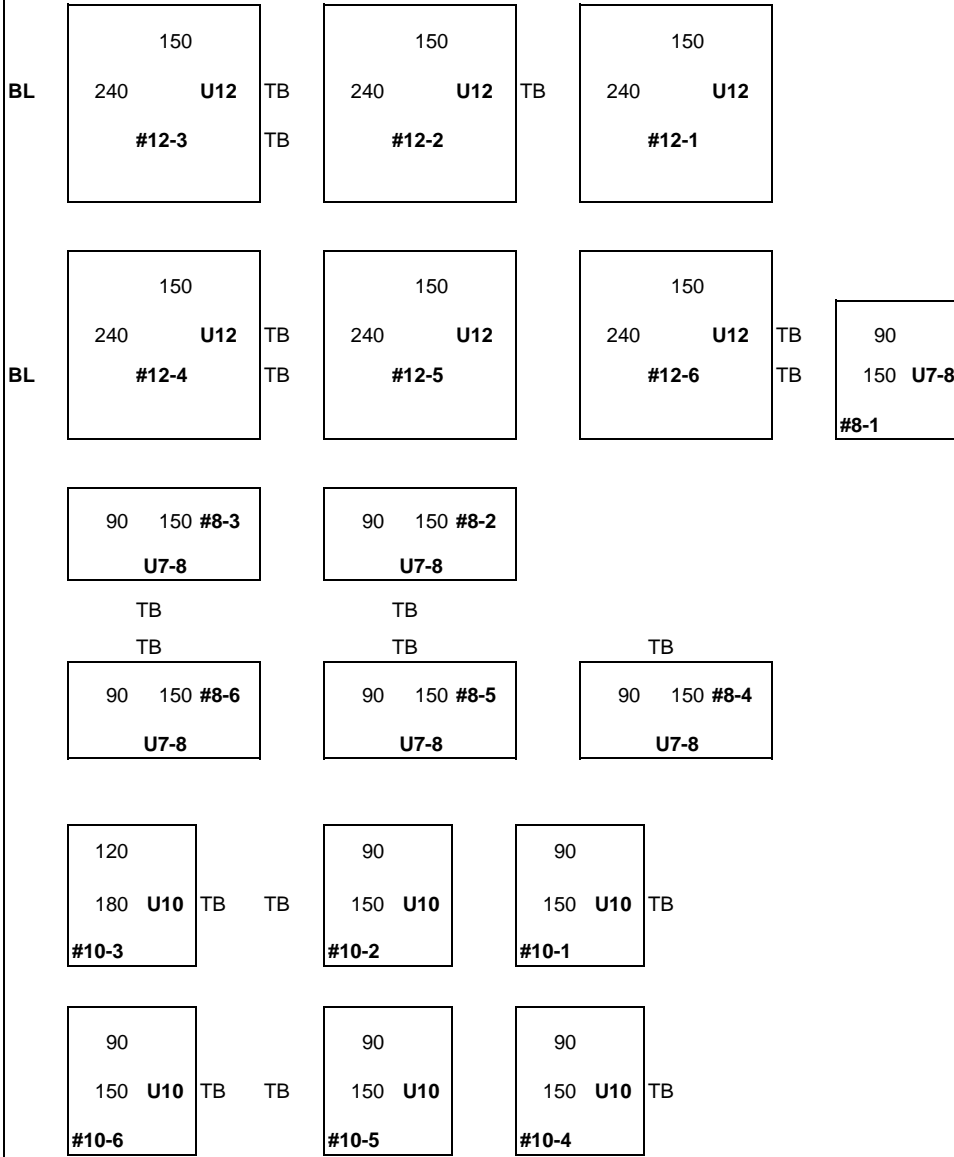 150 150 150
BL 240 U12 TB 240 U12 TB 240 U12
#12-3 TB #12-2 #12-1
150 150 150
240 U12 TB 240 U12 240 U12 TB 90
BL #12-4 TB #12-5 #12-6 TB 150 U7-8
#8-1
90 150 #8-3 90 150 #8-2
U7-8 U7-8
TB TB
TB TB TB
90 150 #8-6 90 150 #8-5 90 150 #8-4
U7-8 U7-8 U7-8
120 90 90
180 U10 TB TB 150 U10 150 U10 TB
#10-3 #10-2 #10-1
90 90 90
150 U10 TB TB 150 U10 150 U10 TB
#10-6 #10-5 #10-4